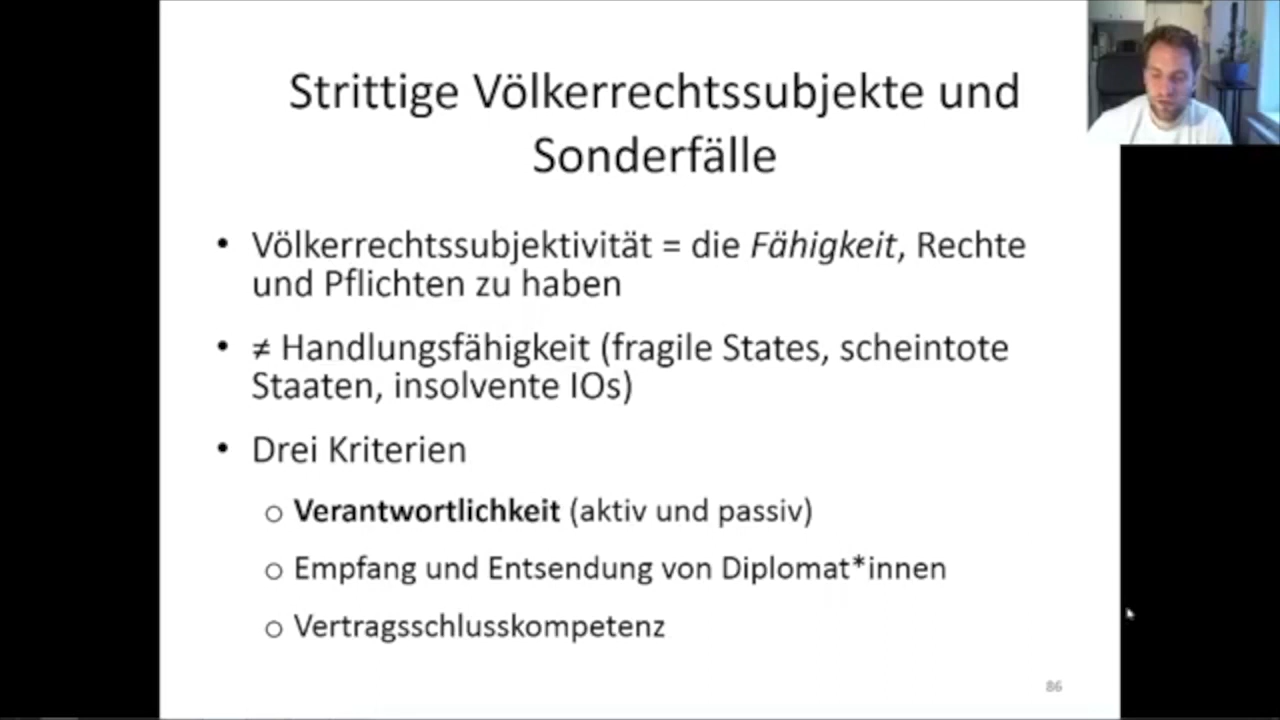 Strittige Völkerrechtssubjekte und
Sonderfälle
• Völkerrechtssubjektivität = die Fähigkeit, Rechte
und Pflichten zu haben
• ≠ Handlungsfähigkeit (fragile States, scheintote
Staaten, insolvente IOs)
• Drei Kriterien
o Verantwortlichkeit (aktiv und passiv)
o Empfang und Entsendung von Diplomat*innen
o Vertragsschlusskompetenz
86